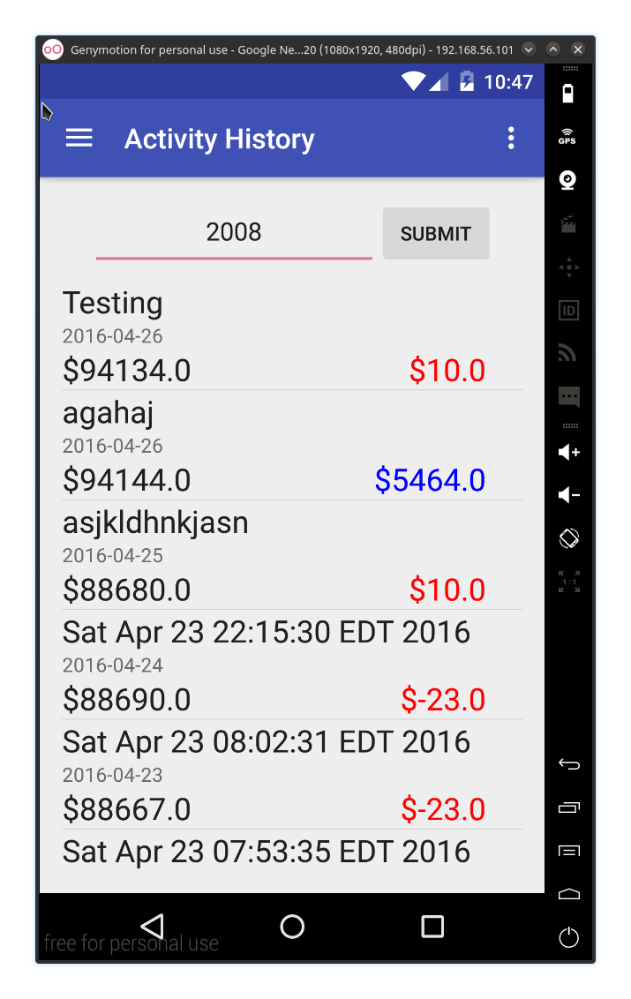 Genymotion for personal use - Google Ne...20 (1080x1920, 480dpi) - 192.168.56.101
10:47
Activity History
GPS
2008
SUBMIT
Testing
2016-04-26
$94134.0 $10.0
agahaj
2016-04-26
$94144.0 $5464.0
ID
asjkldhnkjasn
2016-04-25
$88680.0 $10.0
1:1
Sat Apr 23 22:15:30 EDT 2016
2016-04-24
$88690.0 $-23.0
Sat Apr 23 08:02:31 EDT 2016
2016-04-23
$88667.0 $-23.0
Sat Apr 23 07:53:35 EDT 2016
free for personal use